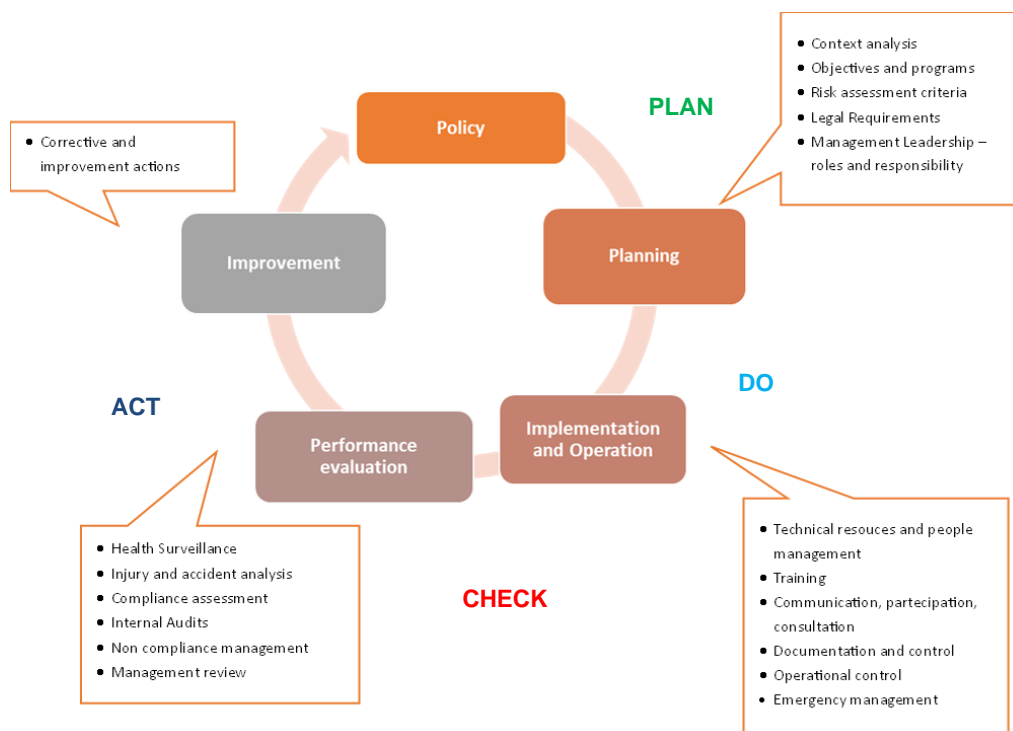 Policy
PLAN
• Context analysis
• Objectives and programs
• Risk assessment criteria
• Legal Requirements
• Management Leadership –
roles and responsibility
• Corrective and
improvement actions
Improvement
Planning
DO
ACT
Performance
evaluation
Implementation
and Operation
• Health Surveillance
• Injury and accident analysis
• Compliance assessment
• Internal Audits
• Non compliance management
• Management review
CHECK
• Technical resouces and people
management
• Training
• Communication, partecipation,
consultation
• Documentation and control
• Operational control
• Emergency management